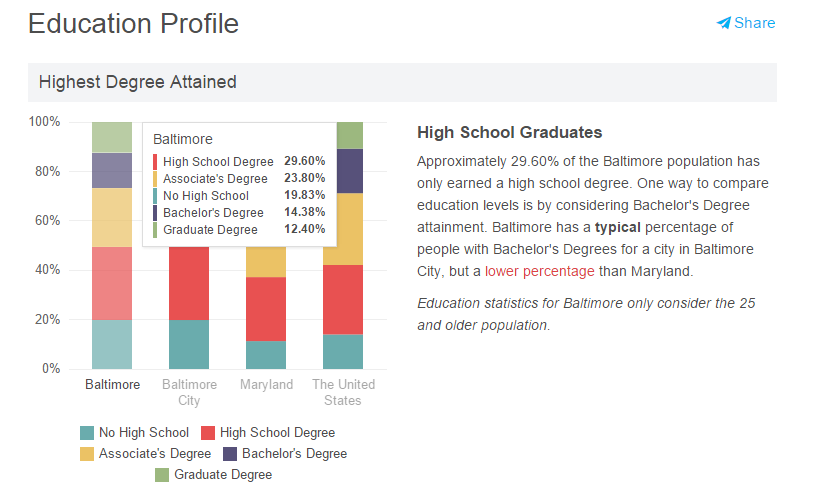 Education Profile
Share
Highest Degree Attained
100%
80%
60%
40%
20%
0%
Baltimore
High School Degree 29.60%
Associate's Degree 23.80%
No High School 19.83%
Bachelor's Degree 14.38%
Graduate Degree 12.40%
Baltimore
Baltimore City
Maryland
The United States
No High School High School Degree
Associate's Degree Bachelor's Degree
Graduate Degree
High School Graduates
Approximately 29.60% of the Baltimore population has
only earned a high school degree. One way to compare
education levels is by considering Bachelor's Degree
attainment. Baltimore has a typical percentage of
people with Bachelor's Degrees for a city in Baltimore
City, but a lower percentage than Maryland.
Education statistics for Baltimore only consider the 25
and older population.